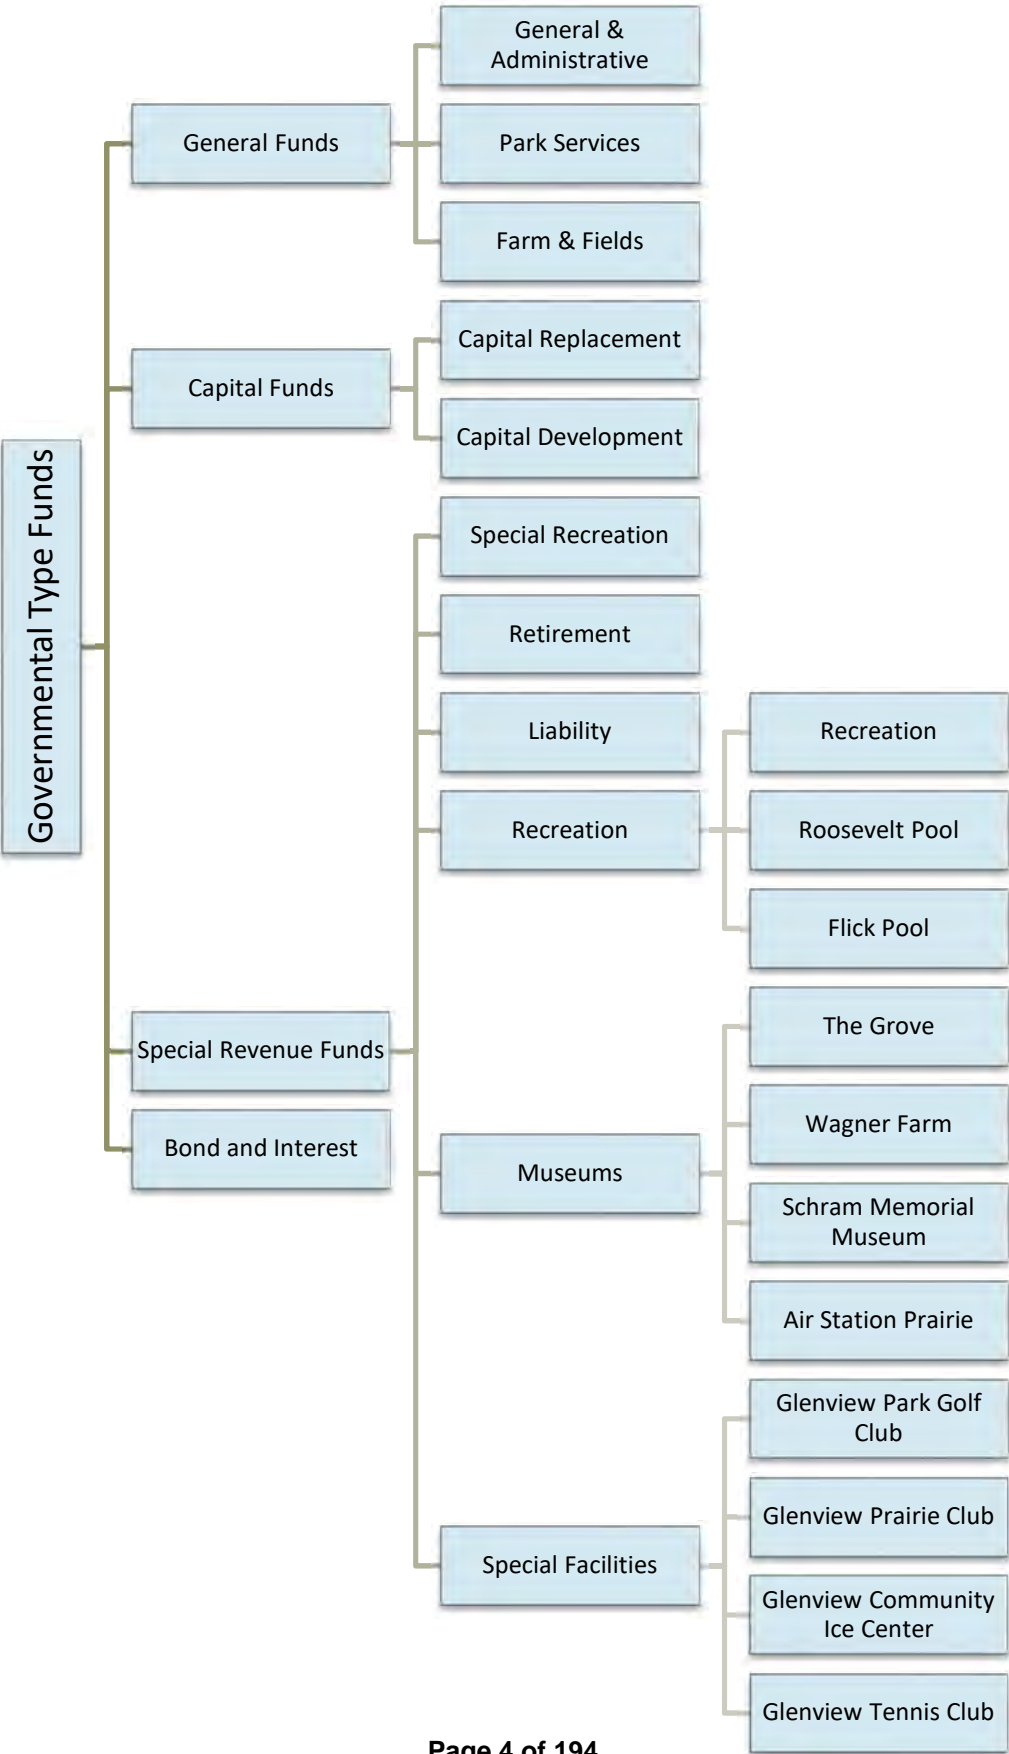 General &
Administrative
General Funds
Park Services
Farm & Fields
Capital Replacement
Capital Funds
Capital Development
Governmental Type Funds
Special Recreation
Retirement
Liability
Recreation
Recreation
Roosevelt Pool
Flick Pool
Special Revenue Funds
Bond and Interest
The Grove
Wagner Farm
Museums
Schram Memorial
Museum
Air Station Prairie
Glenview Park Golf
Club
Glenview Prairie Club
Special Facilities
Glenview Community
Ice Center
Glenview Tennis Club
Page 4 of 194